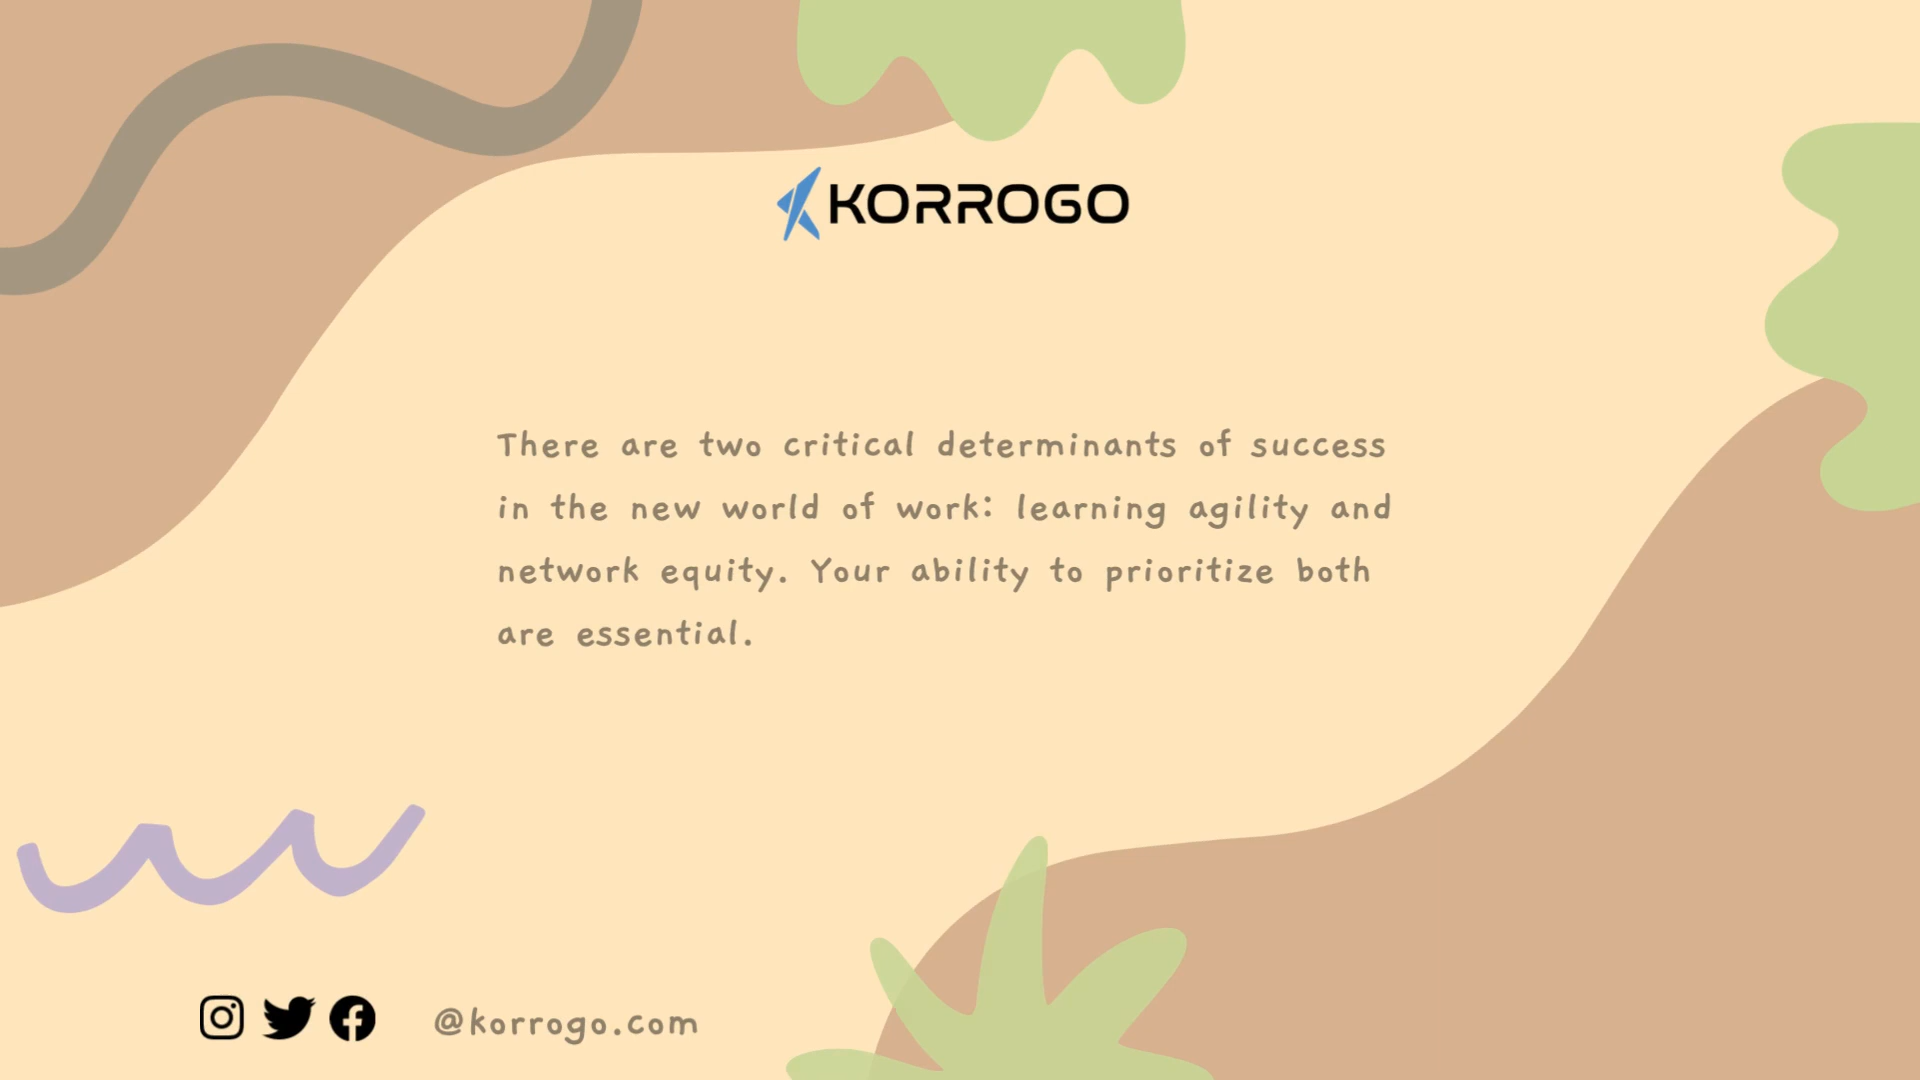 KORROGO
There are two critical determinants of success
in the new world of work: learning agility and
network equity. Your ability to prioritize both
are essential.
@korrogo.com